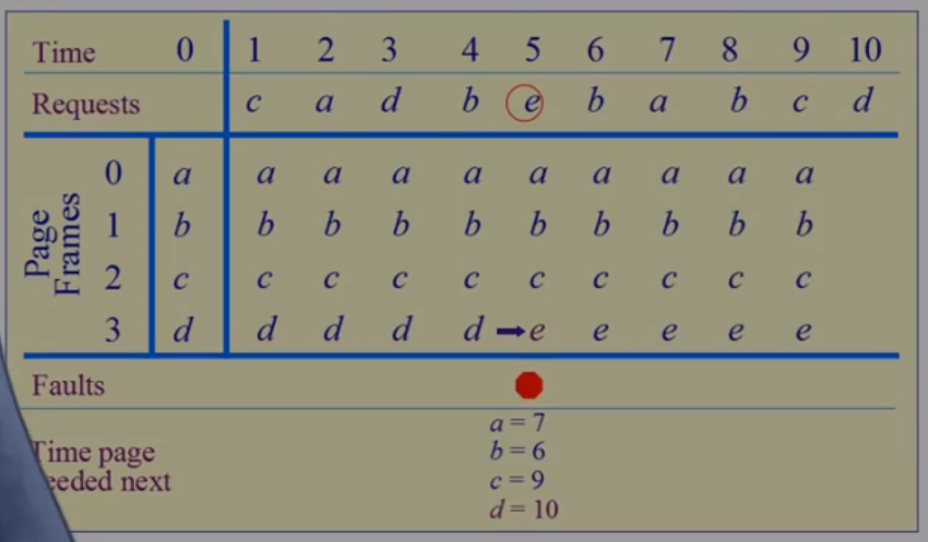 Time 0 1 2 3 4 5 6 7 8 9 10
Requests c a d b e b a b c d
Page Frames
0 a a a a a a a a a a
1 b b b b b b b b b b
2 c c c c c c c c c c
3 d d d d d e e e e e
Faults
a = 7
b = 6
Time page
c = 9
eeded next
d = 10